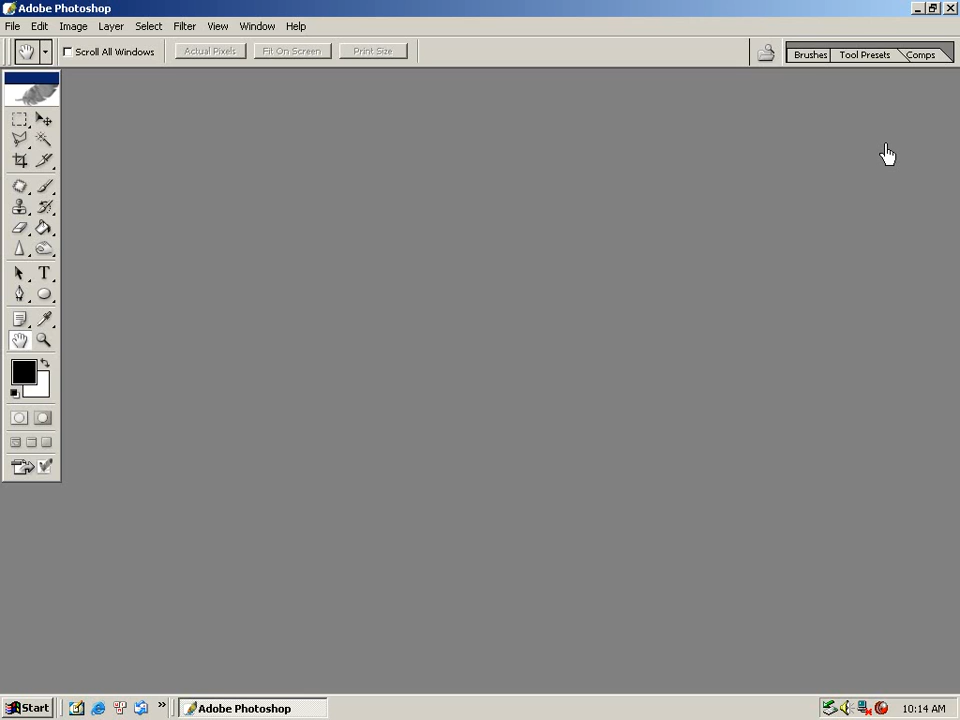 Adobe Photoshop
File Edit Image Layer Select Filter View Window Help
Scroll All Windows Actual Pixels Fit On Screen Print Size Brushes Tool Presets Comps
T
Start » Adobe Photoshop 10:14 AM